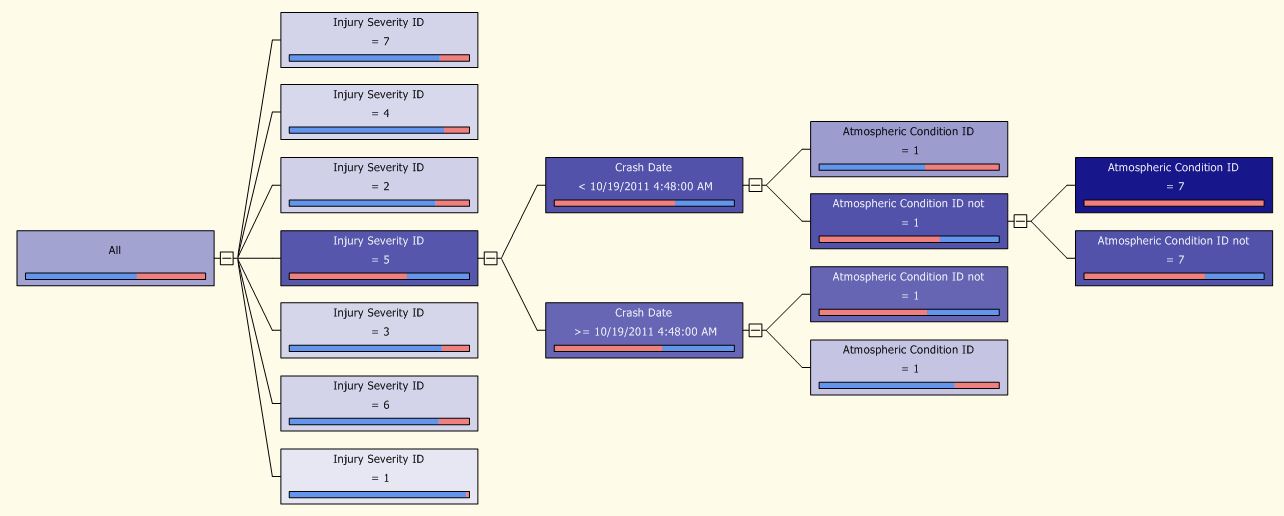 All
Injury Severity ID
= 7
Injury Severity ID
= 4
Injury Severity ID
= 2
Injury Severity ID
= 5
Injury Severity ID
= 3
Injury Severity ID
= 6
Injury Severity ID
= 1
Crash Date
< 10/19/2011 4:48:00 AM
Crash Date
>= 10/19/2011 4:48:00 AM
Atmospheric Condition ID
= 1
Atmospheric Condition ID not
= 1
Atmospheric Condition ID not
= 1
Atmospheric Condition ID
= 1
Atmospheric Condition ID
= 7
Atmospheric Condition ID not
= 7